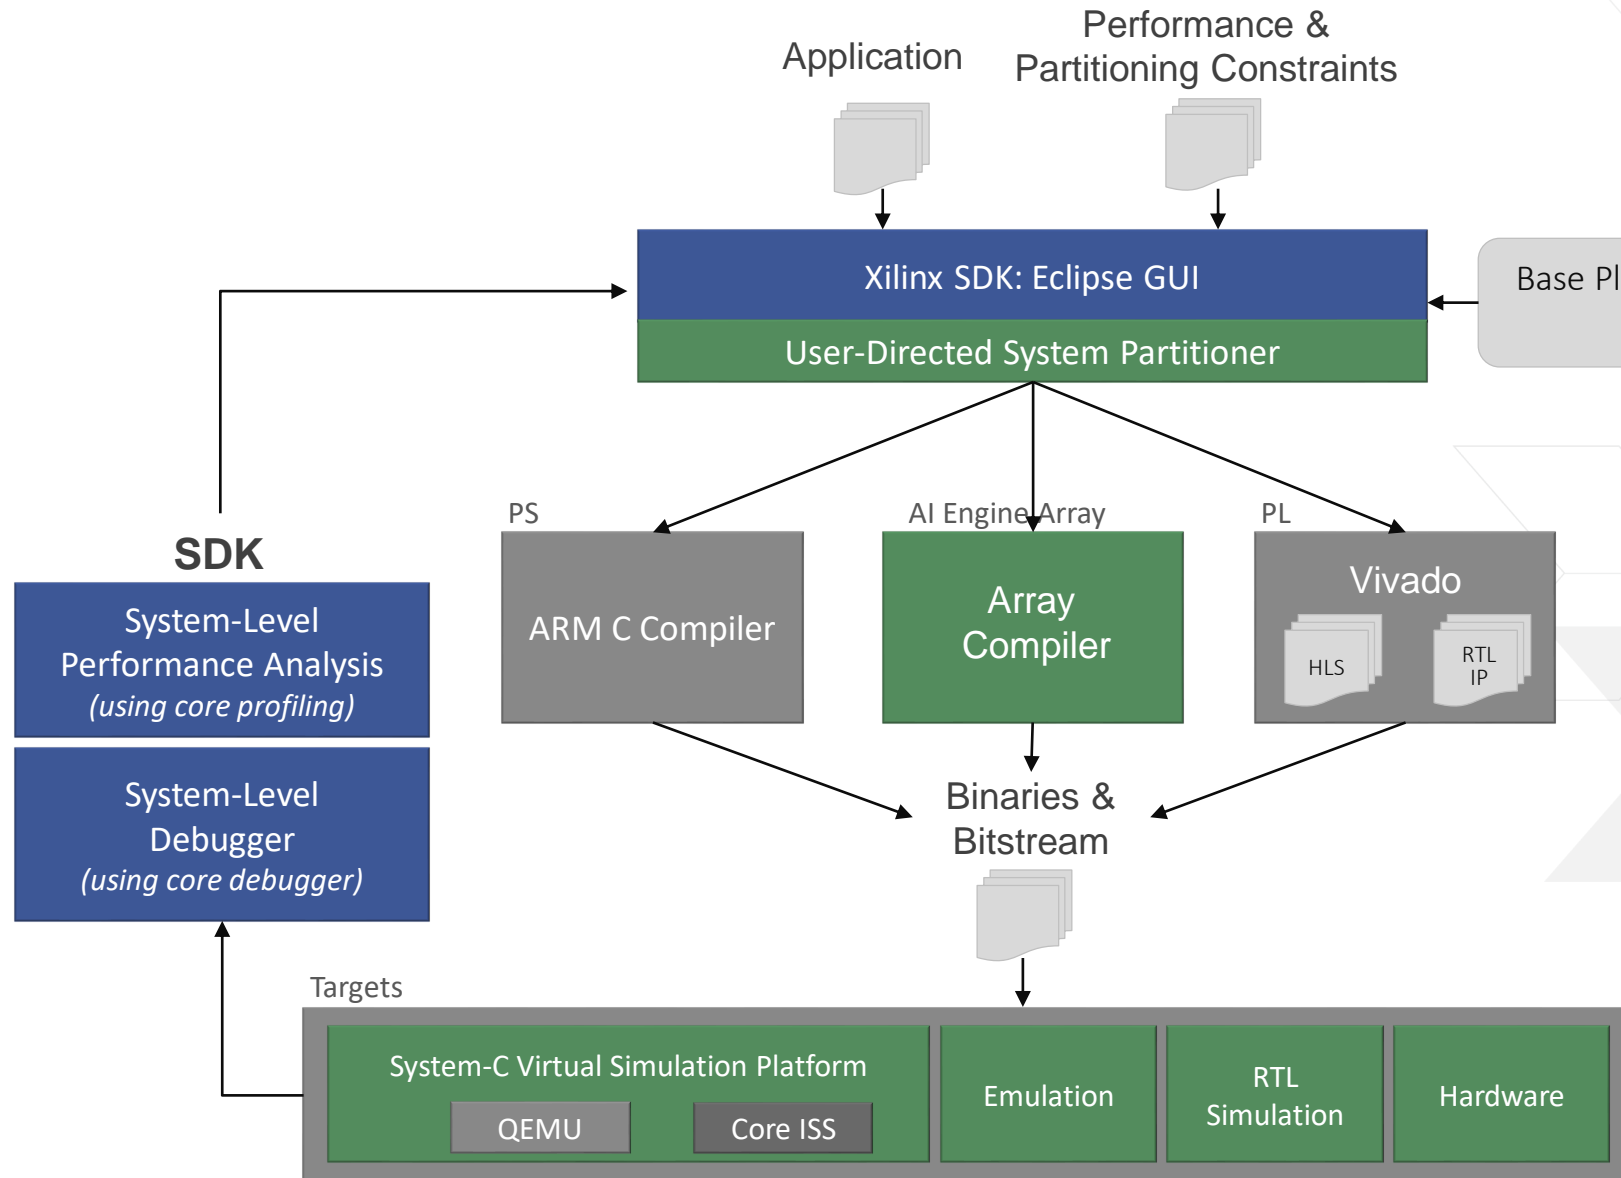 Application
Performance &
Partitioning Constraints
Xilinx SDK: Eclipse GUI
Base
User-Directed System Partitioner
PS
AI Engine Array
PL
ARM C Compiler
Array
Compiler
Vivado
HLS
RTL
IP
SDK
System-Level
Performance Analysis
(using core profiling)
System-Level
Debugger
(using core debugger)
Binaries &
Bitstream
Targets
System-C Virtual Simulation Platform
QEMU
Core ISS
Emulation
RTL
Simulation
Hardware